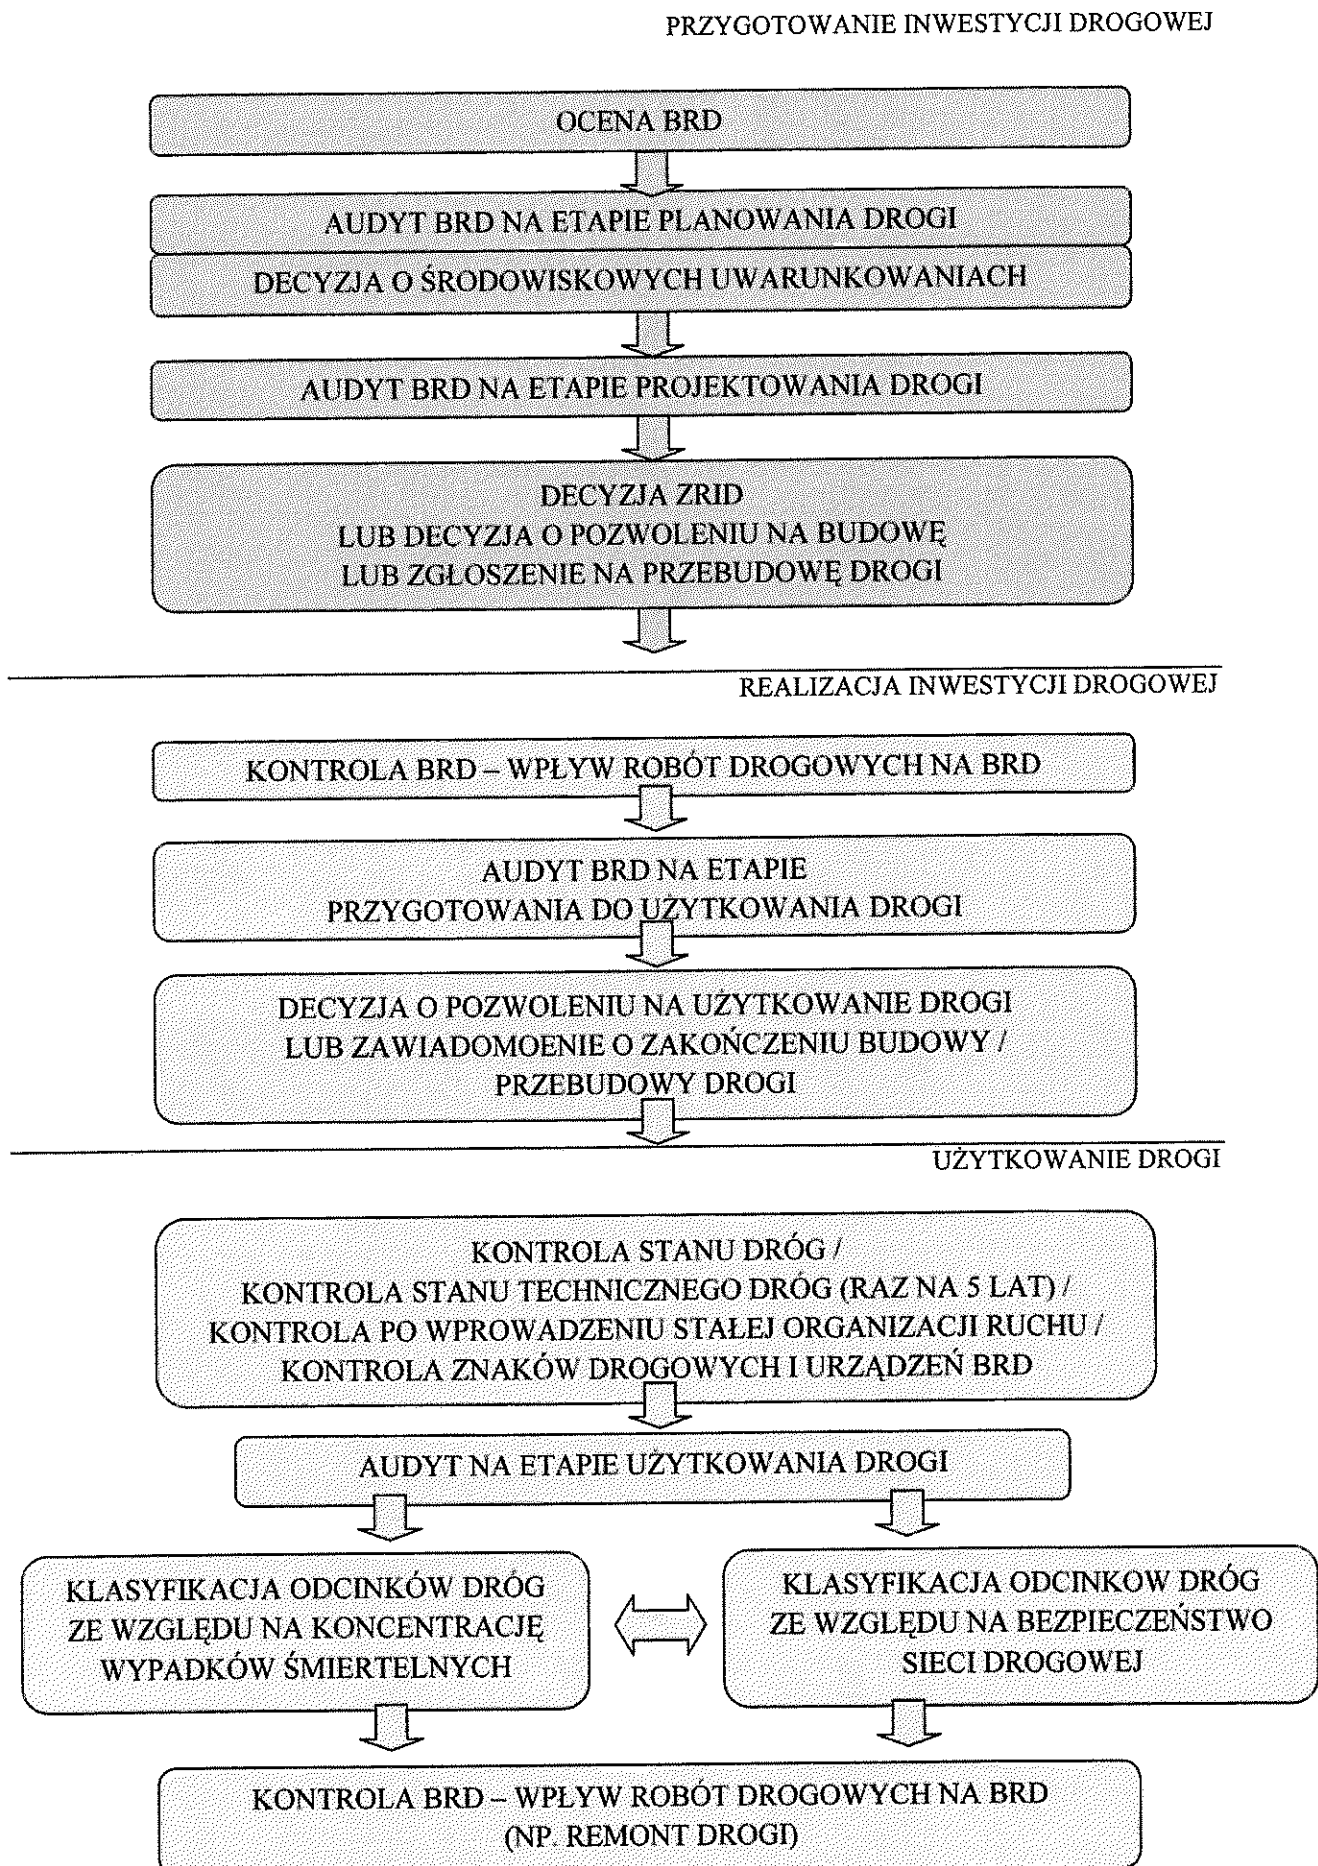 PRZYGOTOWANIE INWESTYCJI DROGOWEJ
OCENA BRD
AUDYT BRD NA ETAPIE PLANOWANIA DROGI
DECYZJA O ŚRODOWISKOWYCH UWARUNKOWANIACH
AUDYT BRD NA ETAPIE PROJEKTOWANIA DROGI
DECYZJA ZRID
LUB DECYZJA O POZWOLENIU NA BUDOWĘ
LUB ZGŁOSZENIE NA PRZEBUDOWĘ DROGI
REALIZACJA INWESTYCJI DROGOWEJ
KONTROLA BRD – WPŁYW ROBÓT DROGOWYCH NA BRD
AUDYT BRD NA ETAPIE
PRZYGOTOWANIA DO UŻYTKOWANIA DROGI
DECYZJA O POZWOLENIU NA UŻYTKOWANIE DROGI
LUB ZAWIADOMOENIE O ZAKOŃCZENIU BUDOWY /
PRZEBUDOWY DROGI
UŻYTKOWANIE DROGI
KONTROLA STANU DRÓG /
KONTROLA STANU TECHNICZNEGO DRÓG (RAZ NA 5 LAT) /
KONTROLA PO WPROWADZENIU STAŁEJ ORGANIZACJI RUCHU /
KONTROLA ZNAKÓW DROGOWYCH I URZĄDZEŃ BRD
AUDYT NA ETAPIE UŻYTKOWANIA DROGI
KLASYFIKACJA ODCINKÓW DRÓG
ZE WZGLĘDU NA KONCENTRACJĘ
WYPADKÓW ŚMIERTELNYCH
KLASYFIKACJA ODCINKOW DRÓG
ZE WZGLĘDU NA BEZPIECZEŃSTWO
SIECI DROGOWEJ
KONTROLA BRD – WPŁYW ROBÓT DROGOWYCH NA BRD
(NP. REMONT DROGI)